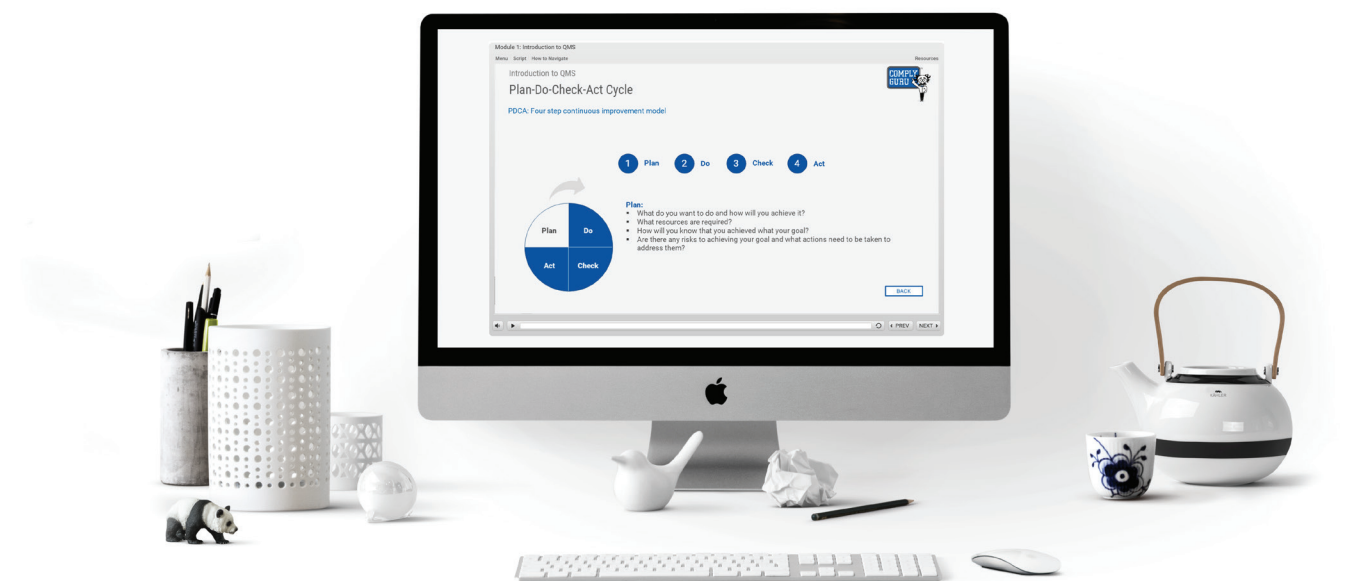 Module 1: Introduction to QMS
Menu Script How to Navigate Resources
Introduction to QMS
COMPLY
GURU
Plan-Do-Check-Act Cycle
PDCA: Four step continuous improvement model
1 Plan 2 Do 3 Check 4 Act
Plan:
• What do you want to do and how will you achieve it?
• What resources are required?
• How will you know that you achieved what your goal?
• Are there any risks to achieving your goal and what actions need to be taken to
address them?
Plan Do
Act Check
BACK
PREV NEXT